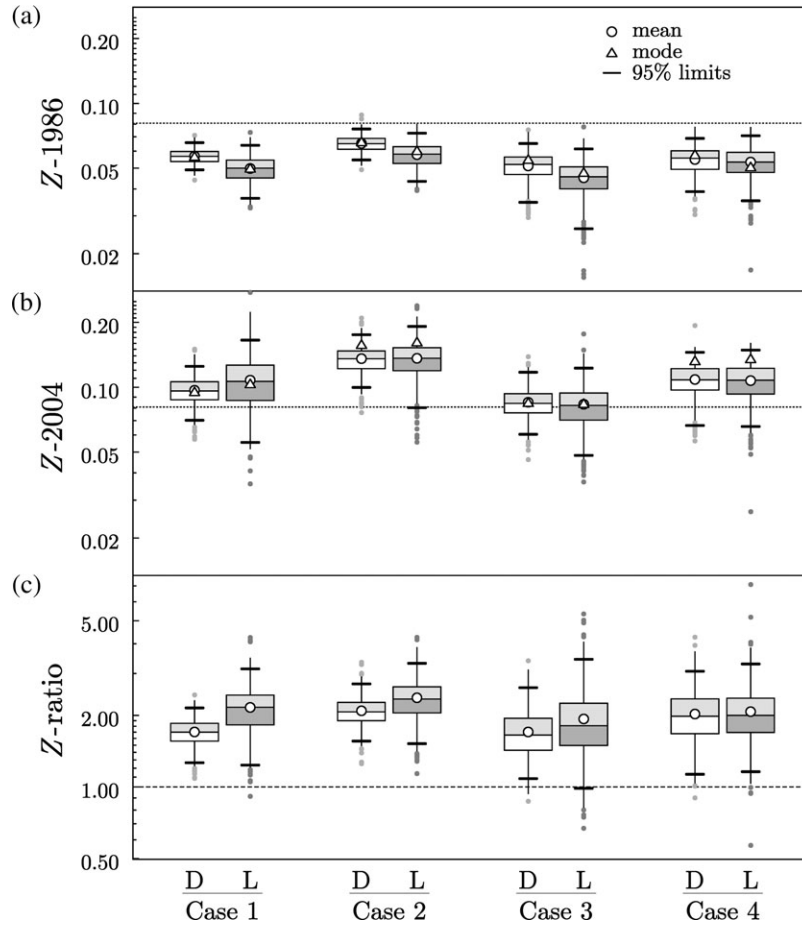 (a)
Z-1986
0.20
0.10
0.05
0.02
mean
mode
95% limits
(b)
Z-2004
0.20
0.10
0.05
0.02
(c)
Z-ratio
5.00
2.00
1.00
0.50
D L D L D L D L
Case 1 Case 2 Case 3 Case 4